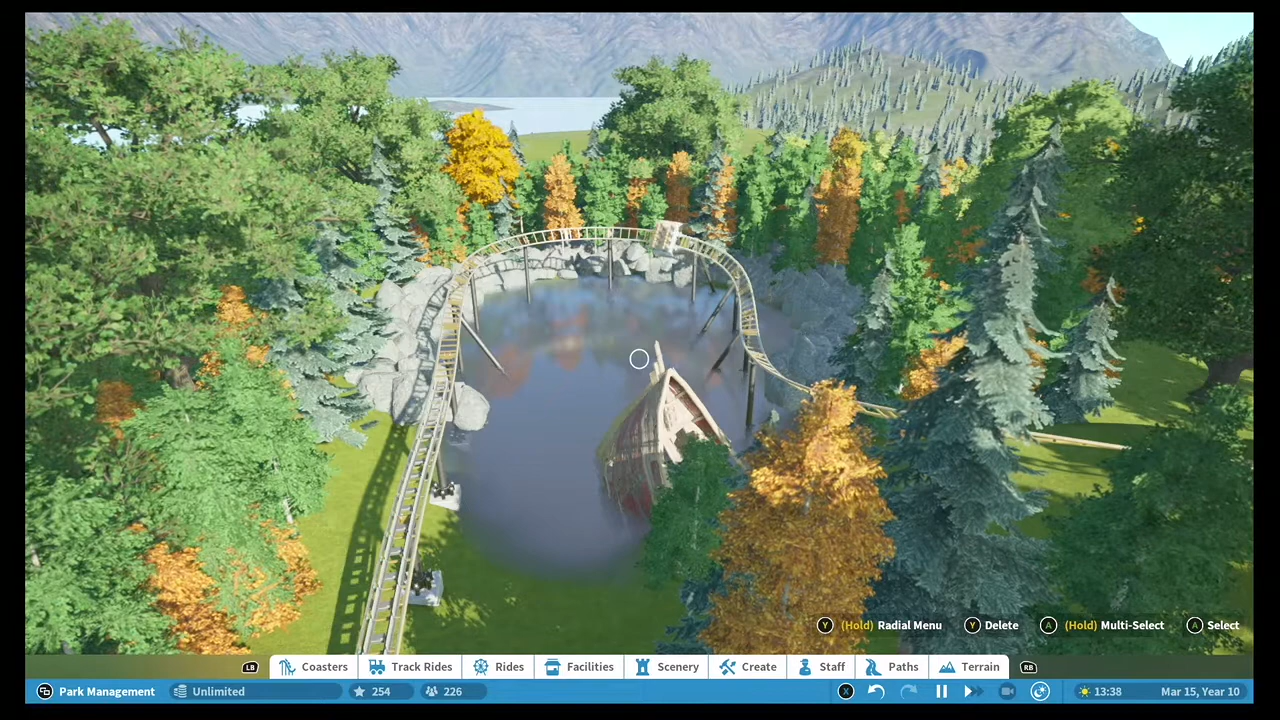 Y (Hold) Radial Menu Y Delete A (Hold) Multi-Select A Select
LB Coasters Track Rides Rides Facilities Scenery Create Staff Paths Terrain RB
Park Management Unlimited 254 226 X 13:38 Mar 15, Year 10